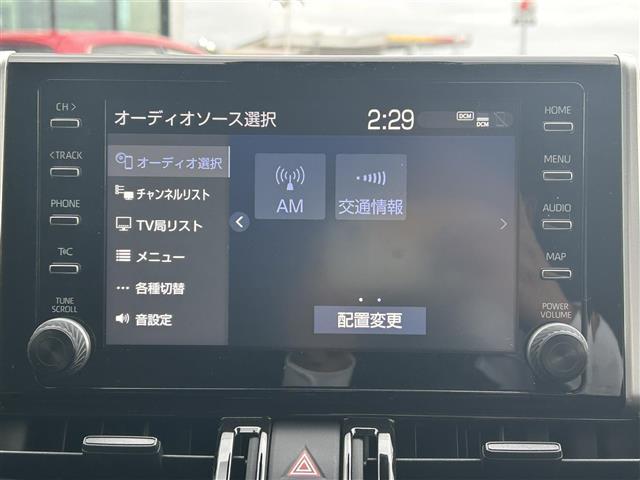 CH >
オーディオソース選択
2:29
DCM
DCM
HOME
<TRACK
オーディオ選択
チャンネルリスト
AM
交通情報
MENU
PHONE
TV局リスト
AUDIO
メニュー
T C
MAP
各種切替
TUNE
SCROLL
音設定
配置変更
POWER
VOLUME